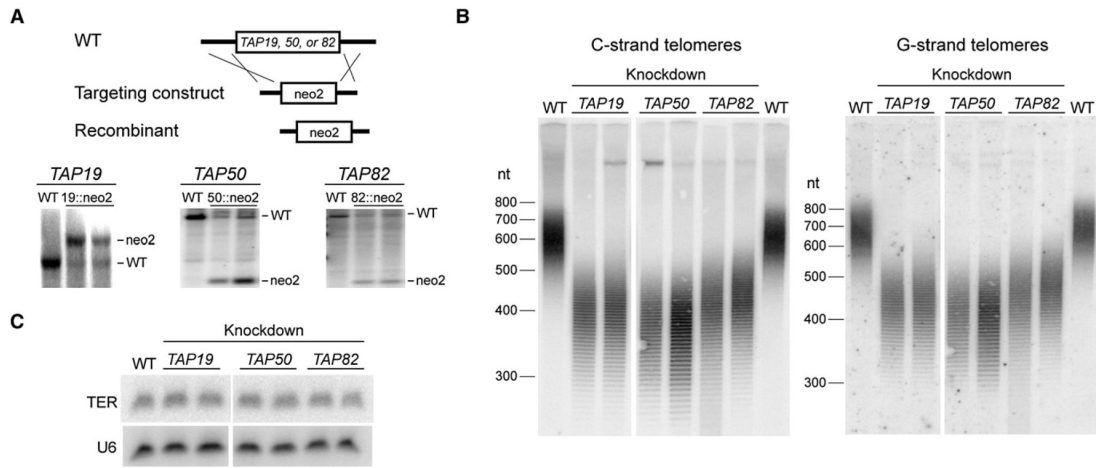 A
WT
TAP19, 50, or 82
Targeting construct
neo2
Recombinant
neo2
TAP19
WT 19::neo2
neo2
WT
TAP50
WT 50::neo2
WT
neo2
TAP82
WT 82::neo2
WT
neo2
B
C-strand telomeres
Knockdown
WT TAP19 TAP50 TAP82 WT
nt
800
700
600
500
400
300
G-strand telomeres
Knockdown
WT TAP19 TAP50 TAP82 WT
nt
800
700
600
500
400
300
C
Knockdown
WT TAP19 TAP50 TAP82
TER
U6